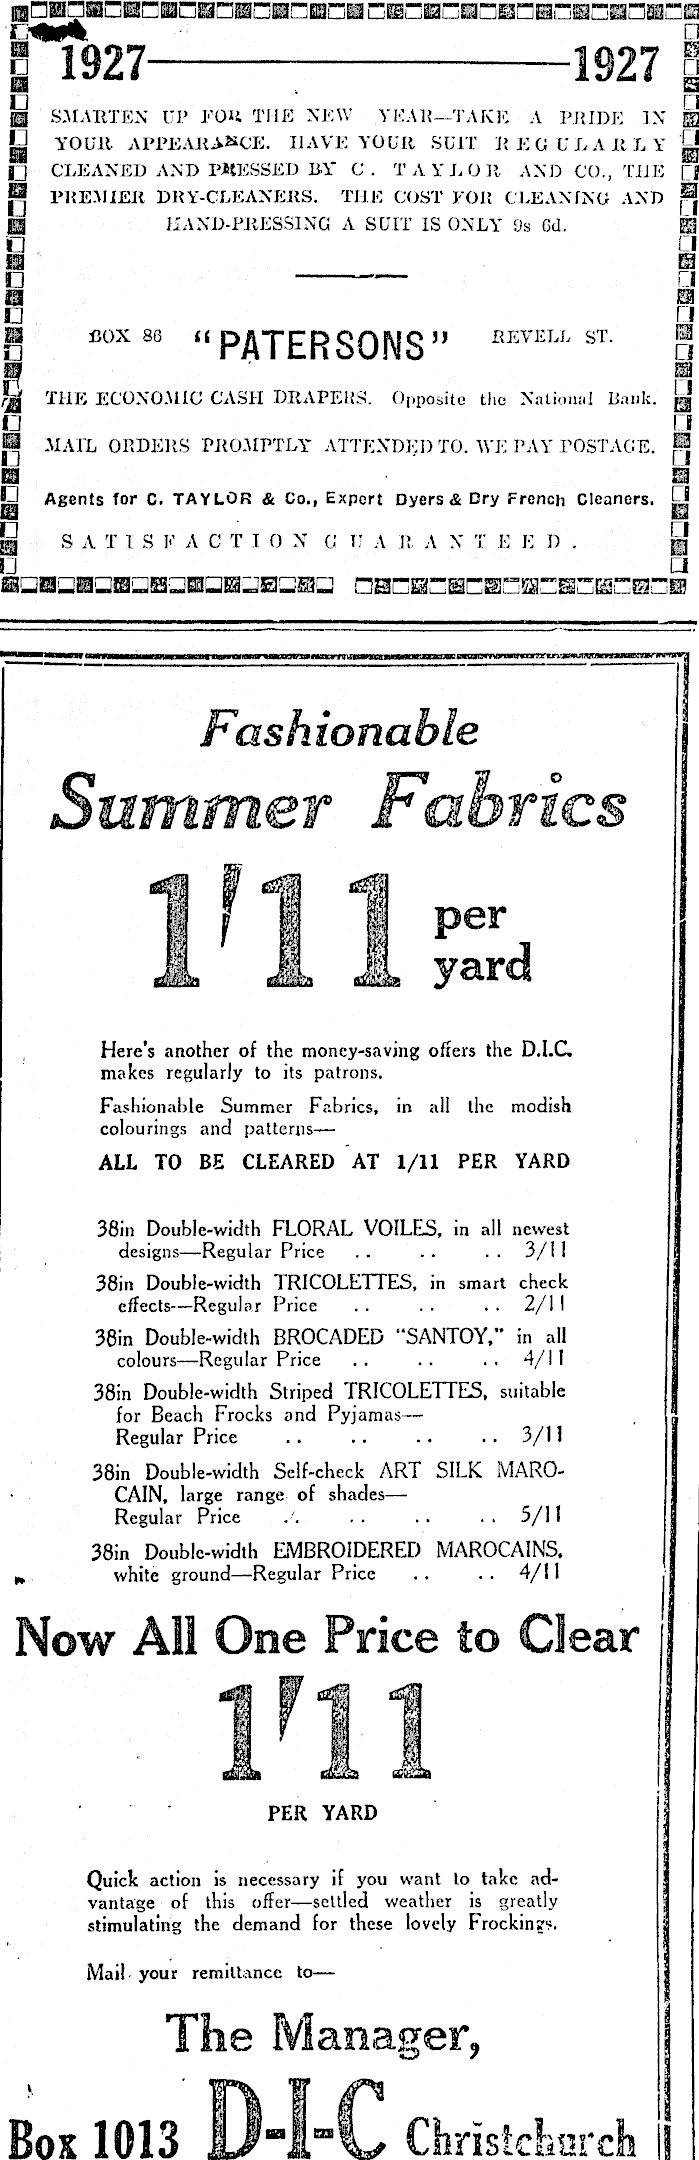 1927 1927
SMARTEN UP FOR THE NEW YEAR—TAKE A PRIDE IN
YOUR APPEARANCE. HAVE YOUR SUIT REGULARLY
CLEANED AND PRESSED BY C. TAYLOR AND CO., THE
PREMIER DRY-CLEANERS. THE COST FOR CLEANING AND
HAND-PRESSING A SUIT IS ONLY 9s 6d.
BOX 86 "PATERSONS" REVELL ST.
THE ECONOMIC CASH DRAPERS. Opposite the National Bank.
MAIL ORDERS PROMPTLY ATTENDED TO. WE PAY POSTAGE.
Agents for C. TAYLOR & Co., Expert Dyers & Dry French Cleaners.
SATISFACTION GUARANTEED.
Fashionable
Summer Fabrics
1'11 per
yard
Here's another of the money-saving offers the D.I.C.
makes regularly to its patrons.
Fashionable Summer Fabrics, in all the modish
colourings and patterns—
ALL TO BE CLEARED AT 1/11 PER YARD
38in Double-width FLORAL VOILES, in all newest
designs—Regular Price .. .. .. 3/11
38in Double-width TRICOLETTES, in smart check
effects—Regular Price .. .. .. 2/11
38in Double-width BROCADED "SANTOY," in all
colours—Regular Price .. .. .. 4/11
38in Double-width Striped TRICOLETTES, suitable
for Beach Frocks and Pyjamas—
Regular Price .. .. .. .. 3/11
38in Double-width Self-check ART SILK MARO-
CAIN, large range of shades—
Regular Price .. .. .. .. 5/11
38in Double-width EMBROIDERED MAROCAINS,
white ground—Regular Price .. .. 4/11
Now All One Price to Clear
1'11
PER YARD
Quick action is necessary if you want to take ad-
vantage of this offer—settled weather is greatly
stimulating the demand for these lovely Frockings.
Mail your remittance to—
The Manager,
Box 1013 D-I-C Christchurch